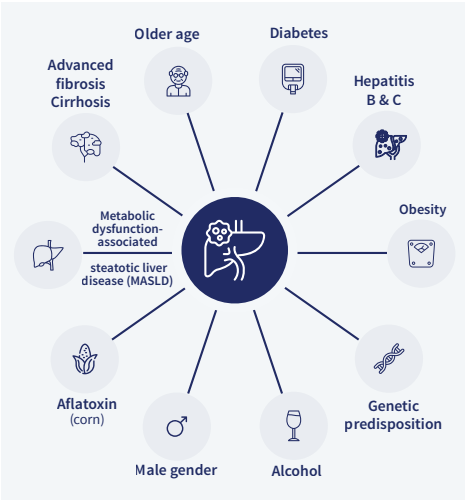 Older age
Diabetes
Advanced
fibrosis
Cirrhosis
Hepatitis
B & C
Metabolic
dysfunction-
associated
steatotic liver
disease (MASLD)
Obesity
Aflatoxin
(corn)
Genetic
predisposition
Male gender
Alcohol